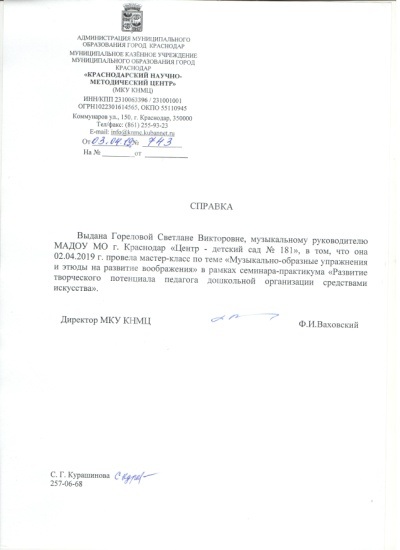 АДМИНИСТРАЦИЯ МУНИЦИПАЛЬНОГО
ОБРАЗОВАНИЯ ГОРОД КРАСНОДАР
МУНИЦИПАЛЬНОЕ КАЗЁННОЕ УЧРЕЖДЕНИЕ
МУНИЦИПАЛЬНОГО ОБРАЗОВАНИЯ ГОРОД
КРАСНОДАР
«КРАСНОДАРСКИЙ НАУЧНО-
МЕТОДИЧЕСКИЙ ЦЕНТР»
(МКУ КНМЦ)
ИНН/КПП 2310063398 / 231001001
ОГРН1022301614565, ОКПО 55110945
Коммунаров ул., 150, г. Краснодар, 350000
Тел/факс: (861) 255-93-23
E-mail: info@knmc.kubannet.ru
От 03.04.19 № 743
На № от
СПРАВКА
Выдана Гореловой Светлане Викторовне, музыкальному руководителю
МАДОУ МО г. Краснодар «Центр - детский сад № 181», в том, что она
02.04.2019 г. провела мастер-класс по теме «Музыкально-образные упражнения
и этюды на развитие воображения» в рамках семинара-практикума «Развитие
творческого потенциала педагога дошкольной организации средствами
искусства».
Директор МКУ КНМЦ Ф.И.Ваховский
С. Г. Курашинова
257-06-68